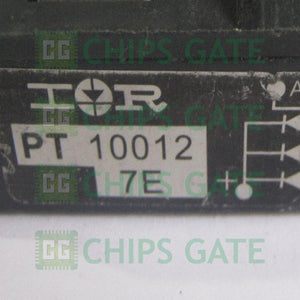 CG CHIPS GATE
IOR
A
PT 10012
7E
+
CG CHIPS GATE
CG CHIPS GATE